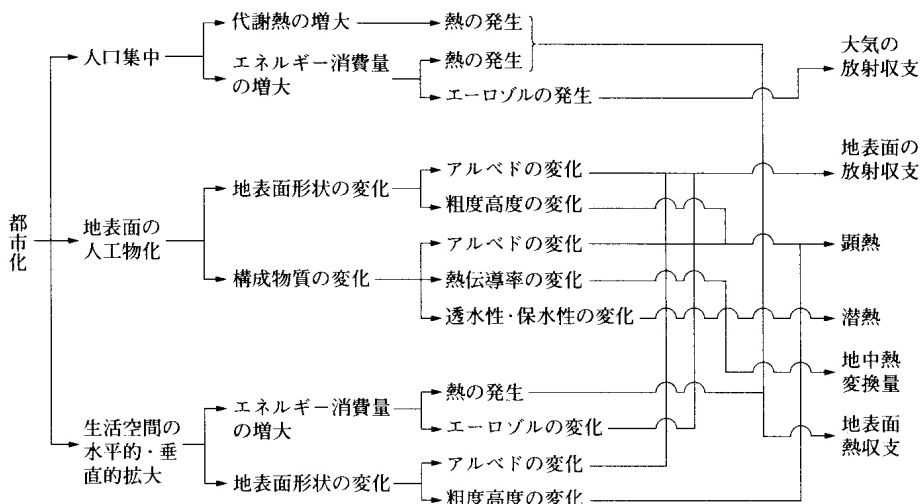 都市化
人口集中
代謝熱の増大
熱の発生
エネルギー消費量
の増大
熱の発生
エーロゾルの発生
大気の
放射収支
地表面の
人工物化
地表面形状の変化
アルベドの変化
粗度高度の変化
地表面の
放射収支
構成物質の変化
アルベドの変化
熱伝導率の変化
透水性・保水性の変化
顕熱
潜熱
地中熱
変換量
生活空間の
水平的・垂
直的拡大
エネルギー消費量
の増大
熱の発生
エーロゾルの変化
地表面
熱収支
地表面形状の変化
アルベドの変化
粗度高度の変化